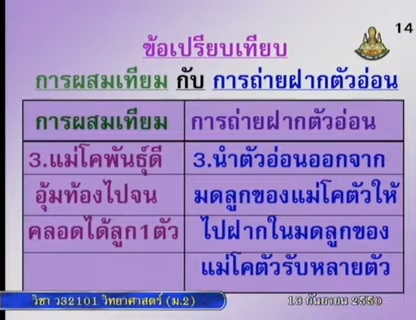 14
ข้อเปรียบเทียบ
การผสมเทียม กับ การถ่ายฝากตัวอ่อน
การผสมเทียม
การถ่ายฝากตัวอ่อน
3.แม่โคพันธุ์ดี
อุ้มท้องไปจน
คลอดได้ลูก1ตัว
3.นำตัวอ่อนออกจาก
มดลูกของแม่โคตัวให้
ไปฝากในมดลูกของ
แม่โคตัวรับหลายตัว
วิชา ว32101 วิทยาศาสตร์ (ม.2)
13 กันยายน 2550